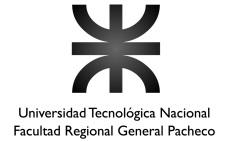 Universidad Tecnológica Nacional
Facultad Regional General Pacheco